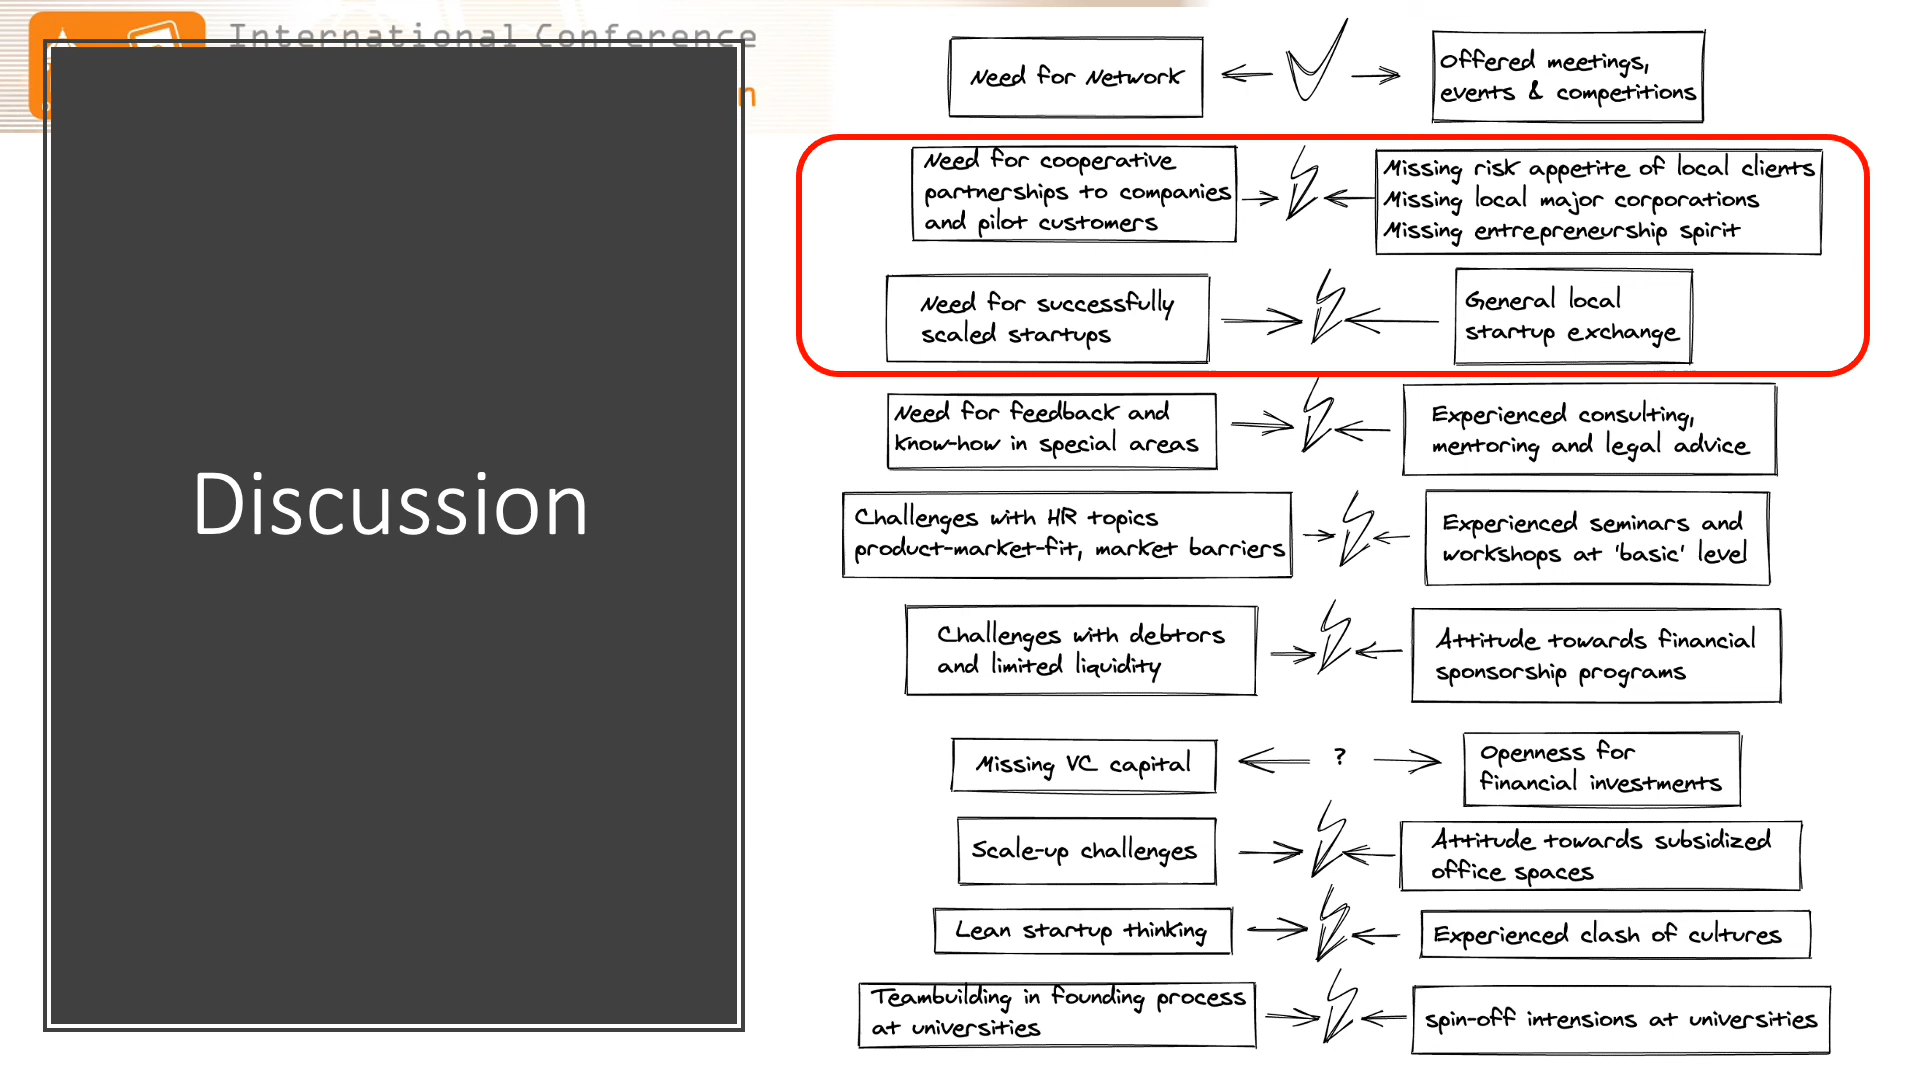 International Conference
n
Discussion
Need for Network
Offered meetings,
events & competitions
Need for cooperative
partnerships to companies
and pilot customers
Missing risk appetite of local clients
Missing local major corporations
Missing entrepreneurship spirit
Need for successfully
scaled startups
General local
startup exchange
Need for feedback and
know-how in special areas
Experienced consulting,
mentoring and legal advice
Challenges with HR topics
product-market-fit, market barriers
Experienced seminars and
workshops at 'basic' level
Challenges with debtors
and limited liquidity
Attitude towards financial
sponsorship programs
Missing VC capital
?
Openness for
financial investments
Scale-up challenges
Attitude towards subsidized
office spaces
Lean startup thinking
Experienced clash of cultures
Teambuilding in founding process
at universities
spin-off intensions at universities